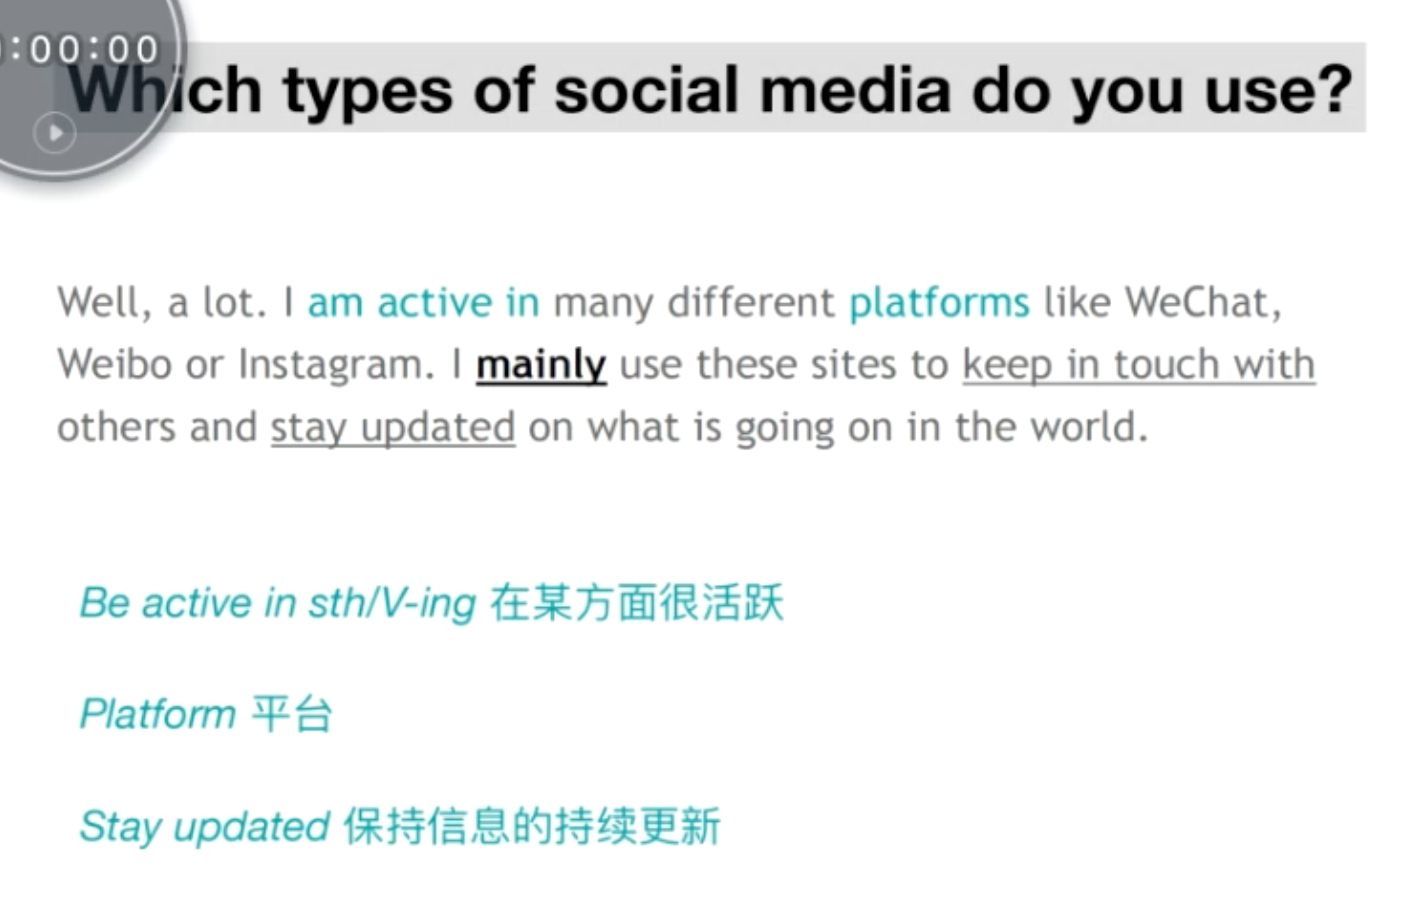 :00:00
Which types of social media do you use?
Well, a lot. I am active in many different platforms like WeChat,
Weibo or Instagram. I mainly use these sites to keep in touch with
others and stay updated on what is going on in the world.
Be active in sth/V-ing 在某方面很活跃
Platform 平台
Stay updated 保持信息的持续更新